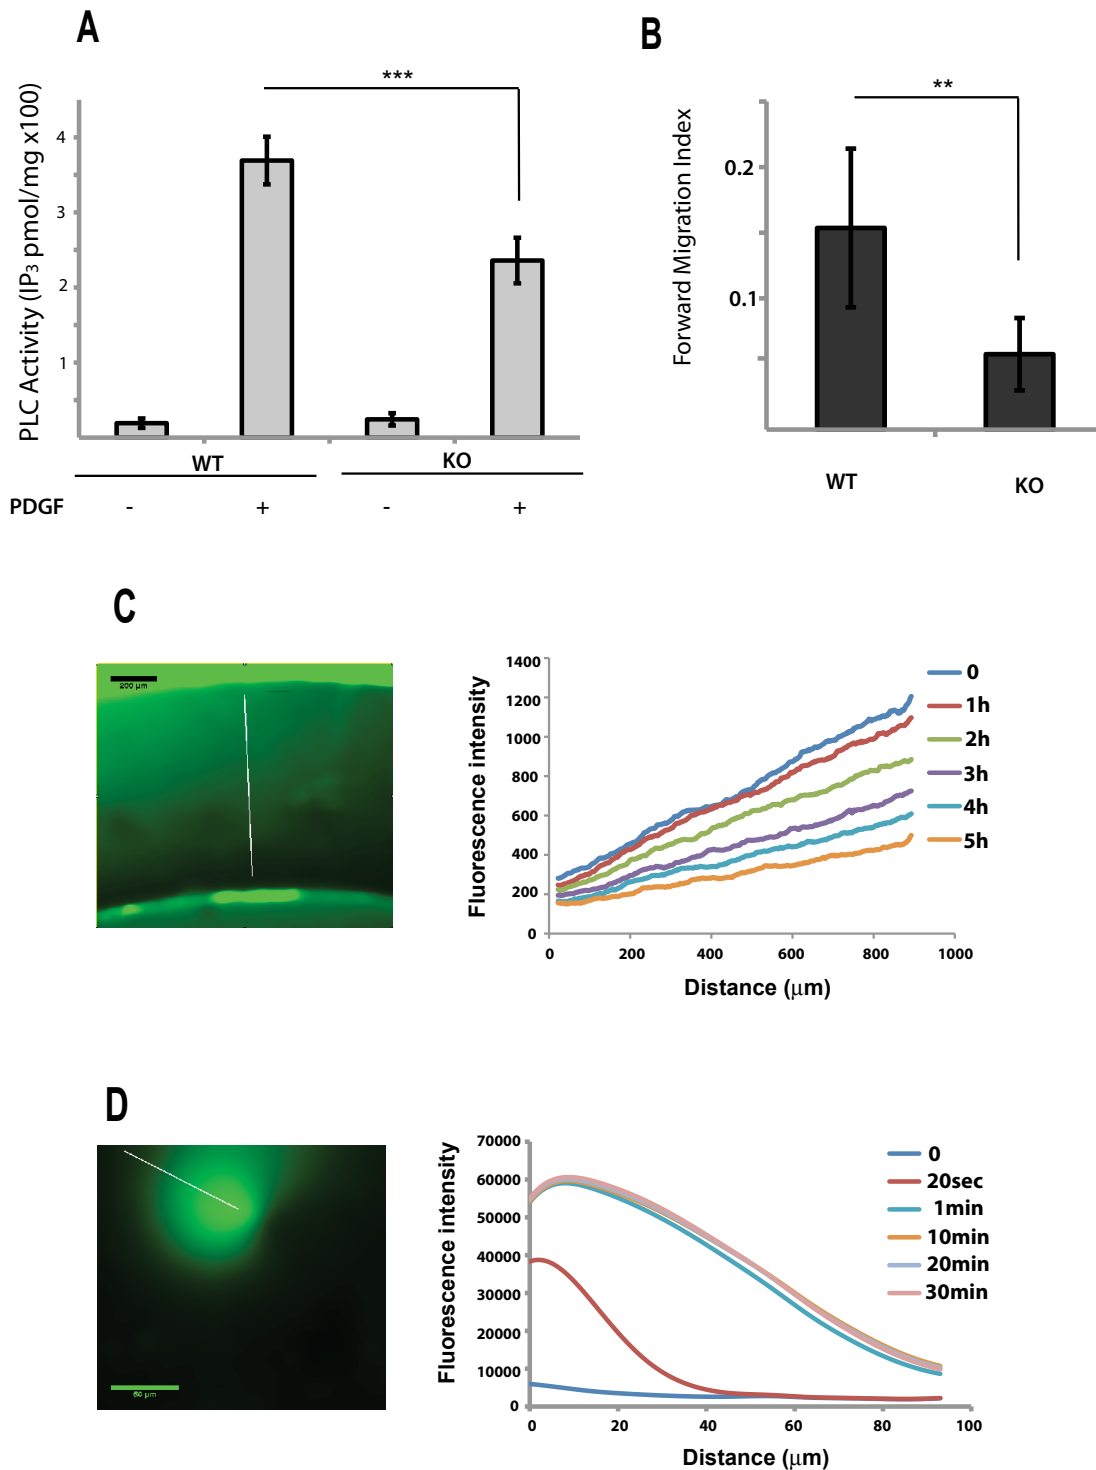 A
***
PLC Activity (IP₃ pmol/mg x100)
4
3
2
1
WT
KO
PDGF
-
+
-
+
B
**
Forward Migration Index
0.2
0.1
WT
KO
C
200 µm
Fluorescence intensity
1400
1200
1000
800
600
400
200
0
0
200
400
600
800
1000
Distance (µm)
0
1h
2h
3h
4h
5h
D
50 µm
Fluorescence intensity
70000
60000
50000
40000
30000
20000
10000
0
0
20
40
60
80
100
Distance (µm)
0
20sec
1min
10min
20min
30min